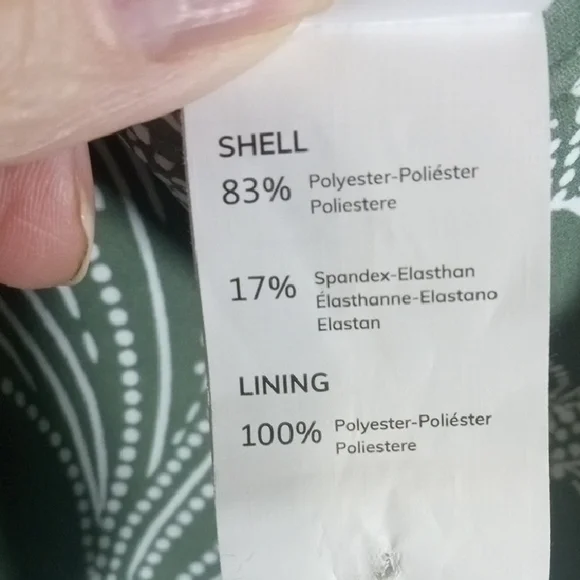 SHELL
83% Polyester-Poliéster
Poliestere
17% Spandex-Elasthan
Élasthanne-Elastano
Elastan
LINING
100% Polyester-Poliéster
Poliestere